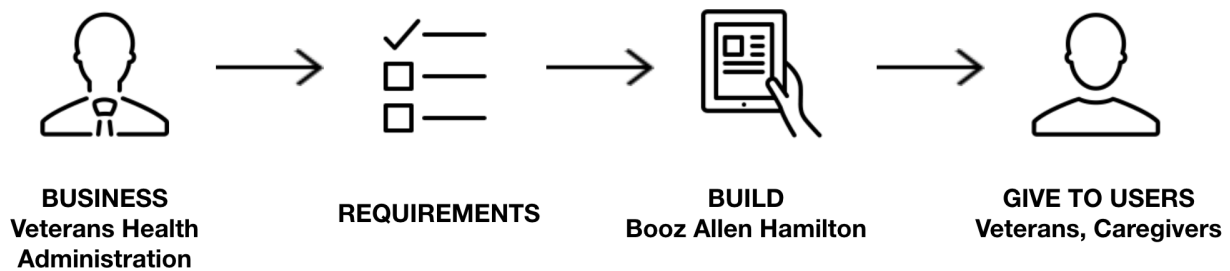 BUSINESS
Veterans Health
Administration
REQUIREMENTS
BUILD
Booz Allen Hamilton
GIVE TO USERS
Veterans, Caregivers